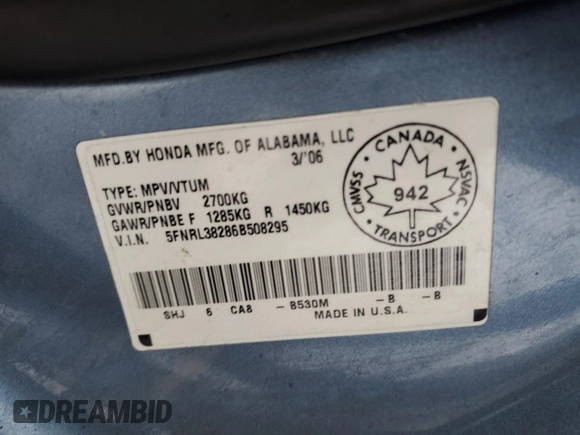 MFD.BY HONDA MFG. OF ALABAMA, LLC
3/'06
TYPE: MPV/VTUM
GVWR/PNBV 2700KG
GAWR/PNBE F 1285KG R 1450KG
V.I.N. 5FNRL38286B508295
CANADA
CMVSS
942
NSVAC
TRANSPORT
SHJ 6 CA8 -B530M -B -B
MADE IN U.S.A.
DREAMBID